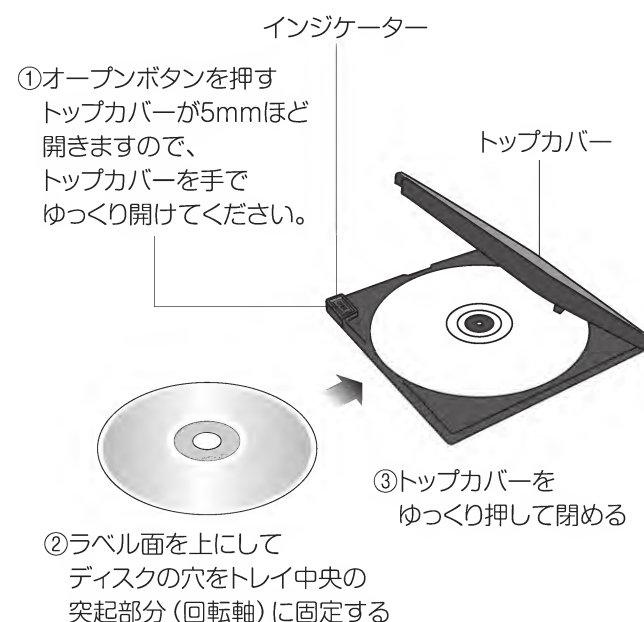 インジケーター
①オープンボタンを押す
トップカバーが5mmほど
開きますので、
トップカバーを手で
ゆっくり開けてください。
トップカバー
③トップカバーを
ゆっくり押して閉める
②ラベル面を上にして
ディスクの穴をトレイ中央の
突起部分（回転軸）に固定する